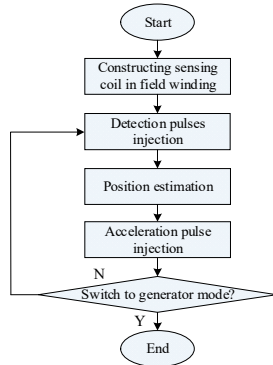 Start
Constructing sensing
coil in field winding
Detection pulses
injection
Position estimation
Acceleration pulse
injection
N
Switch to generator mode?
Y
End